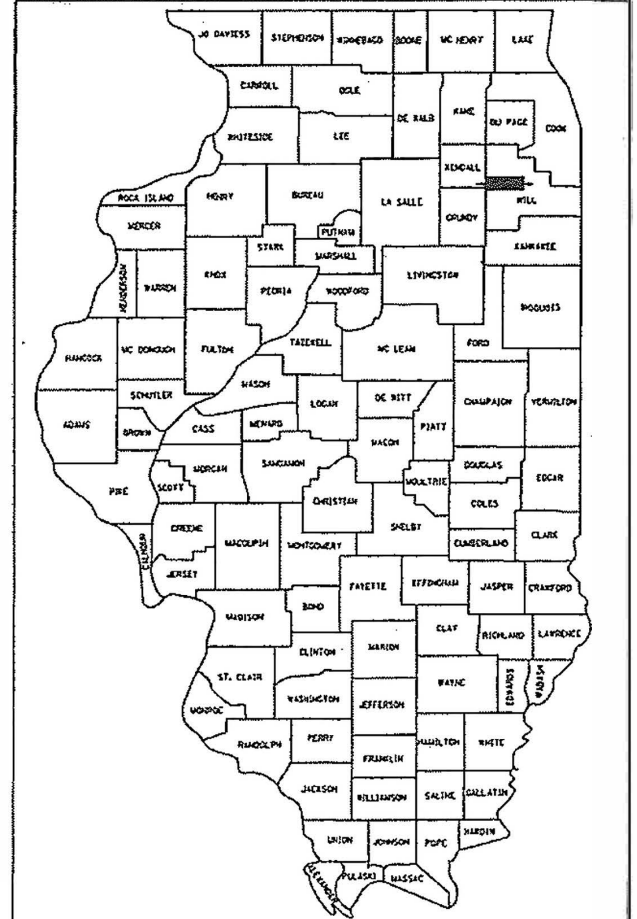 JO DAVIESS
STEPHENSON
WINNEBAGO
BOONE
MC HENRY
LAKE
CARROLL
OGLE
DE KALB
KANE
DU PAGE
COOK
WHITESIDE
LEE
KENDALL
WILL
ROCK ISLAND
HENRY
BUREAU
LA SALLE
GRUNDY
MERCER
PUTNAM
STARK
MARSHALL
KANKAKEE
HENDERSON
WARREN
KNOX
PEORIA
WOODFORD
LIVINGSTON
IROQUOIS
HANCOCK
MC DONOUGH
FULTON
TAZEWELL
MC LEAN
FORD
MASON
SCHUYLER
LOGAN
DE WITT
CHAMPAIGN
VERMILION
ADAMS
BROWN
CASS
MENARD
MACON
PIATT
MORGAN
SANGAMON
DOUGLAS
EDGAR
PIKE
SCOTT
CHRISTIAN
MOULTRIE
COLES
GREENE
MACOUPIN
MONTGOMERY
SHELBY
CUMBERLAND
CLARK
CALHOUN
JERSEY
FAYETTE
EFFINGHAM
JASPER
CRAWFORD
MADISON
BOND
CLAY
RICHLAND
LAWRENCE
CLINTON
MARION
ST. CLAIR
WAYNE
EDWARDS
WABASH
MONROE
WASHINGTON
JEFFERSON
RANDOLPH
PERRY
HAMILTON
WHITE
FRANKLIN
JACKSON
WILLIAMSON
SALINE
GALLATIN
UNION
JOHNSON
POPE
HARDIN
ALEXANDER
PULASKI
MASSAC